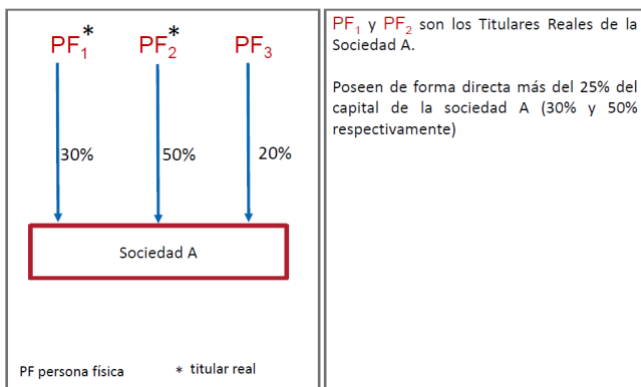 PF₁* PF₂* PF₃
30% 50% 20%
Sociedad A
PF persona física * titular real
PF₁ y PF₂ son los Titulares Reales de la
Sociedad A.
Poseen de forma directa más del 25% del
capital de la sociedad A (30% y 50%
respectivamente)